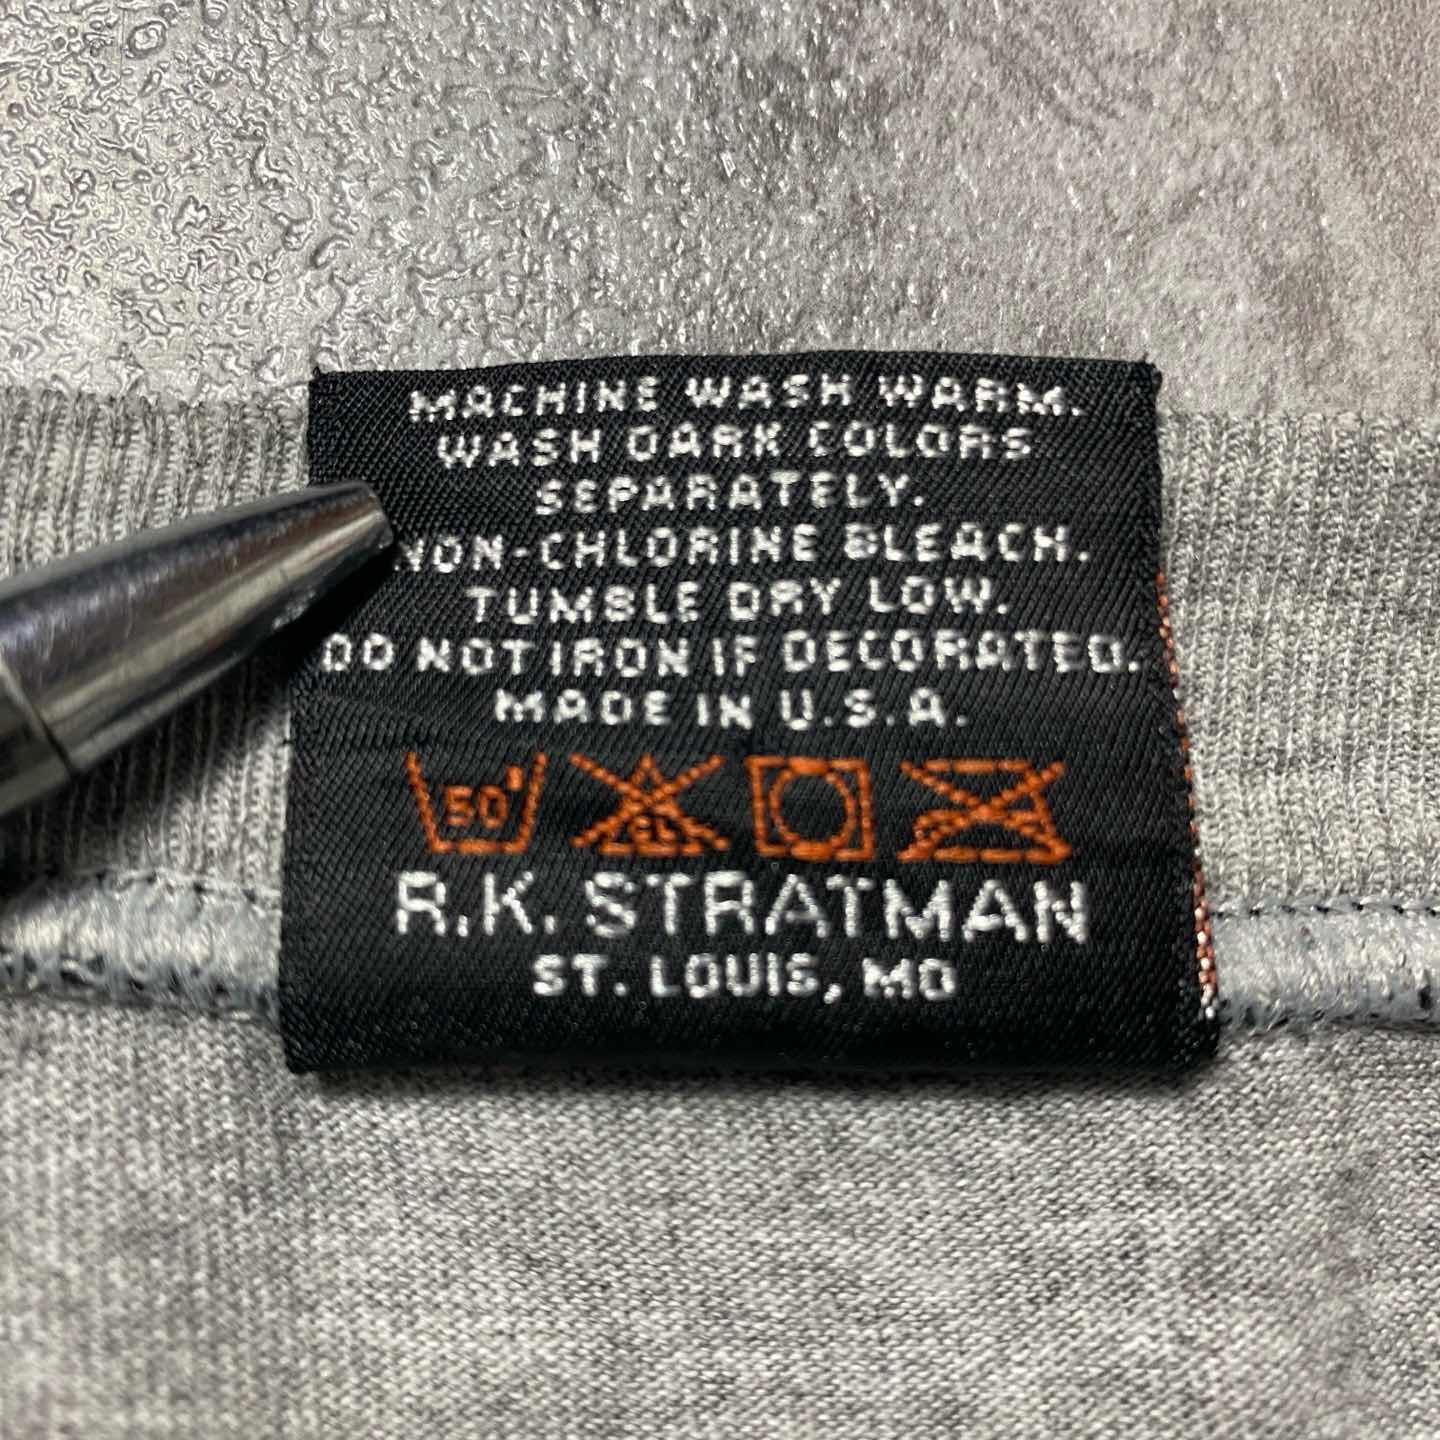 MACHINE WASH WARM.
WASH DARK COLORS
SEPARATELY.
NON-CHLORINE BLEACH.
TUMBLE DRY LOW.
DO NOT IRON IF DECORATED.
MADE IN U.S.A.
50° CL
R.K. STRATMAN
ST. LOUIS, MO